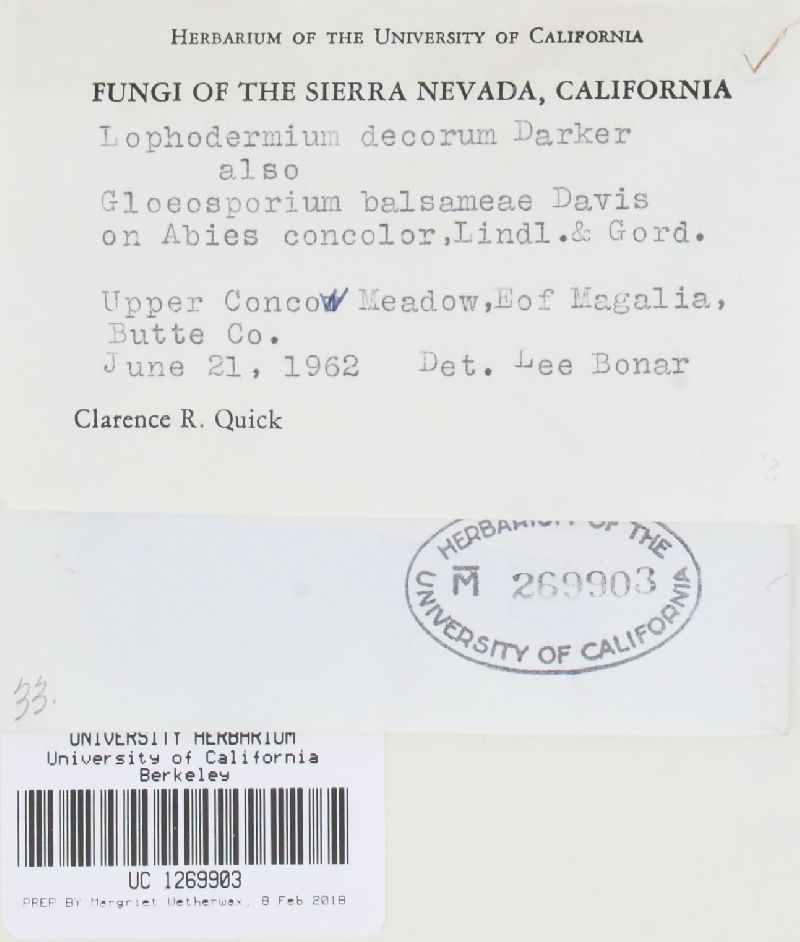 HERBARIUM OF THE UNIVERSITY OF CALIFORNIA
FUNGI OF THE SIERRA NEVADA, CALIFORNIA
Lophodermium decorum Darker
also
Gloeosporium balsameae Davis
on Abies concolor,Lindl.& Gord.
Upper Concow Meadow,Eof Magalia,
Butte Co.
June 21, 1962 Det. Lee Bonar
Clarence R. Quick
HERBARIUM OF THE
M 269903
UNIVERSITY OF CALIFORNIA
33.
UNIVERSITY HERBARIUM
University of California
Berkeley
UC 1269903
PREP BY Margriet Wetherwax, 8 Feb 2018